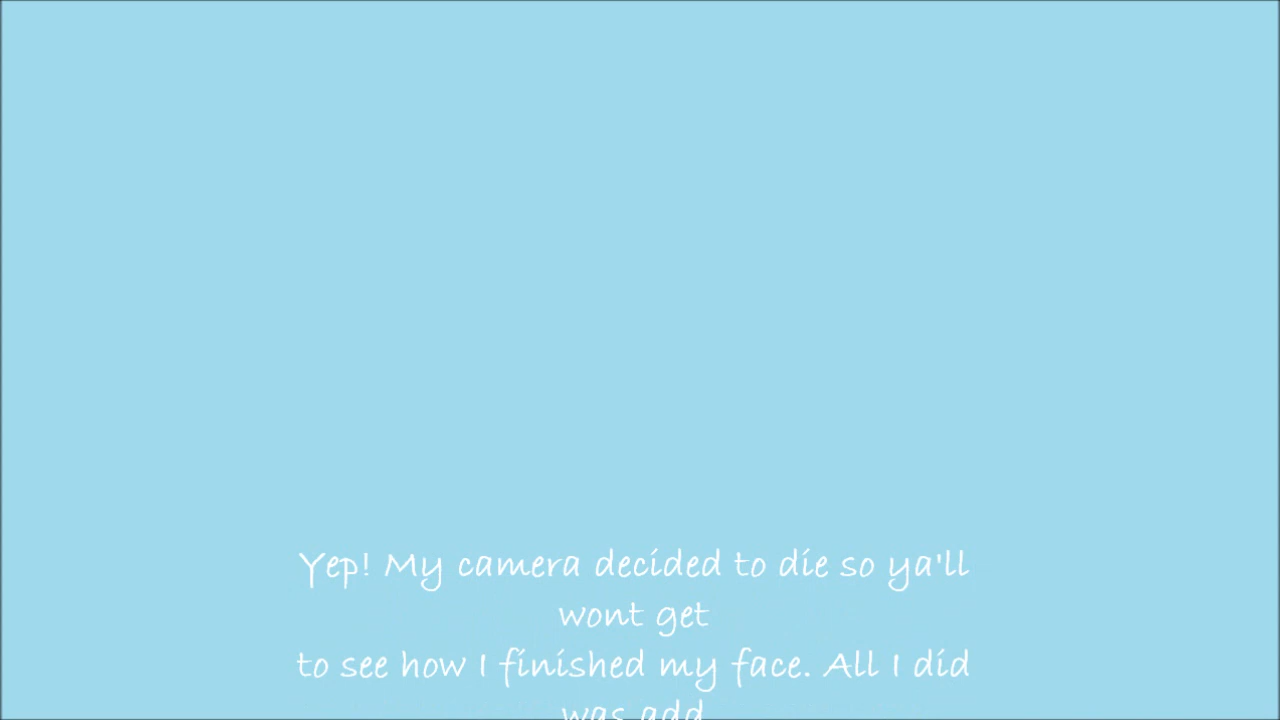 Yep! My camera decided to die so ya'll
wont get
to see how I finished my face. All I did
was add